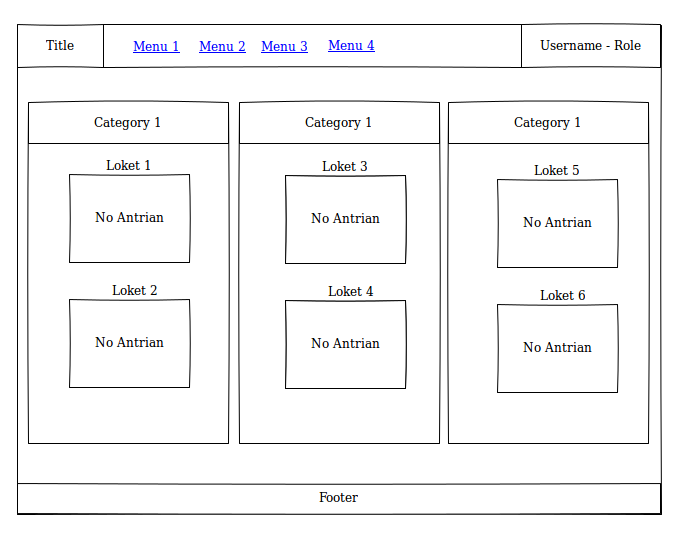 Title
Menu 1 Menu 2 Menu 3 Menu 4
Username - Role
Category 1
Loket 1
No Antrian
Loket 2
No Antrian
Category 1
Loket 3
No Antrian
Loket 4
No Antrian
Category 1
Loket 5
No Antrian
Loket 6
No Antrian
Footer